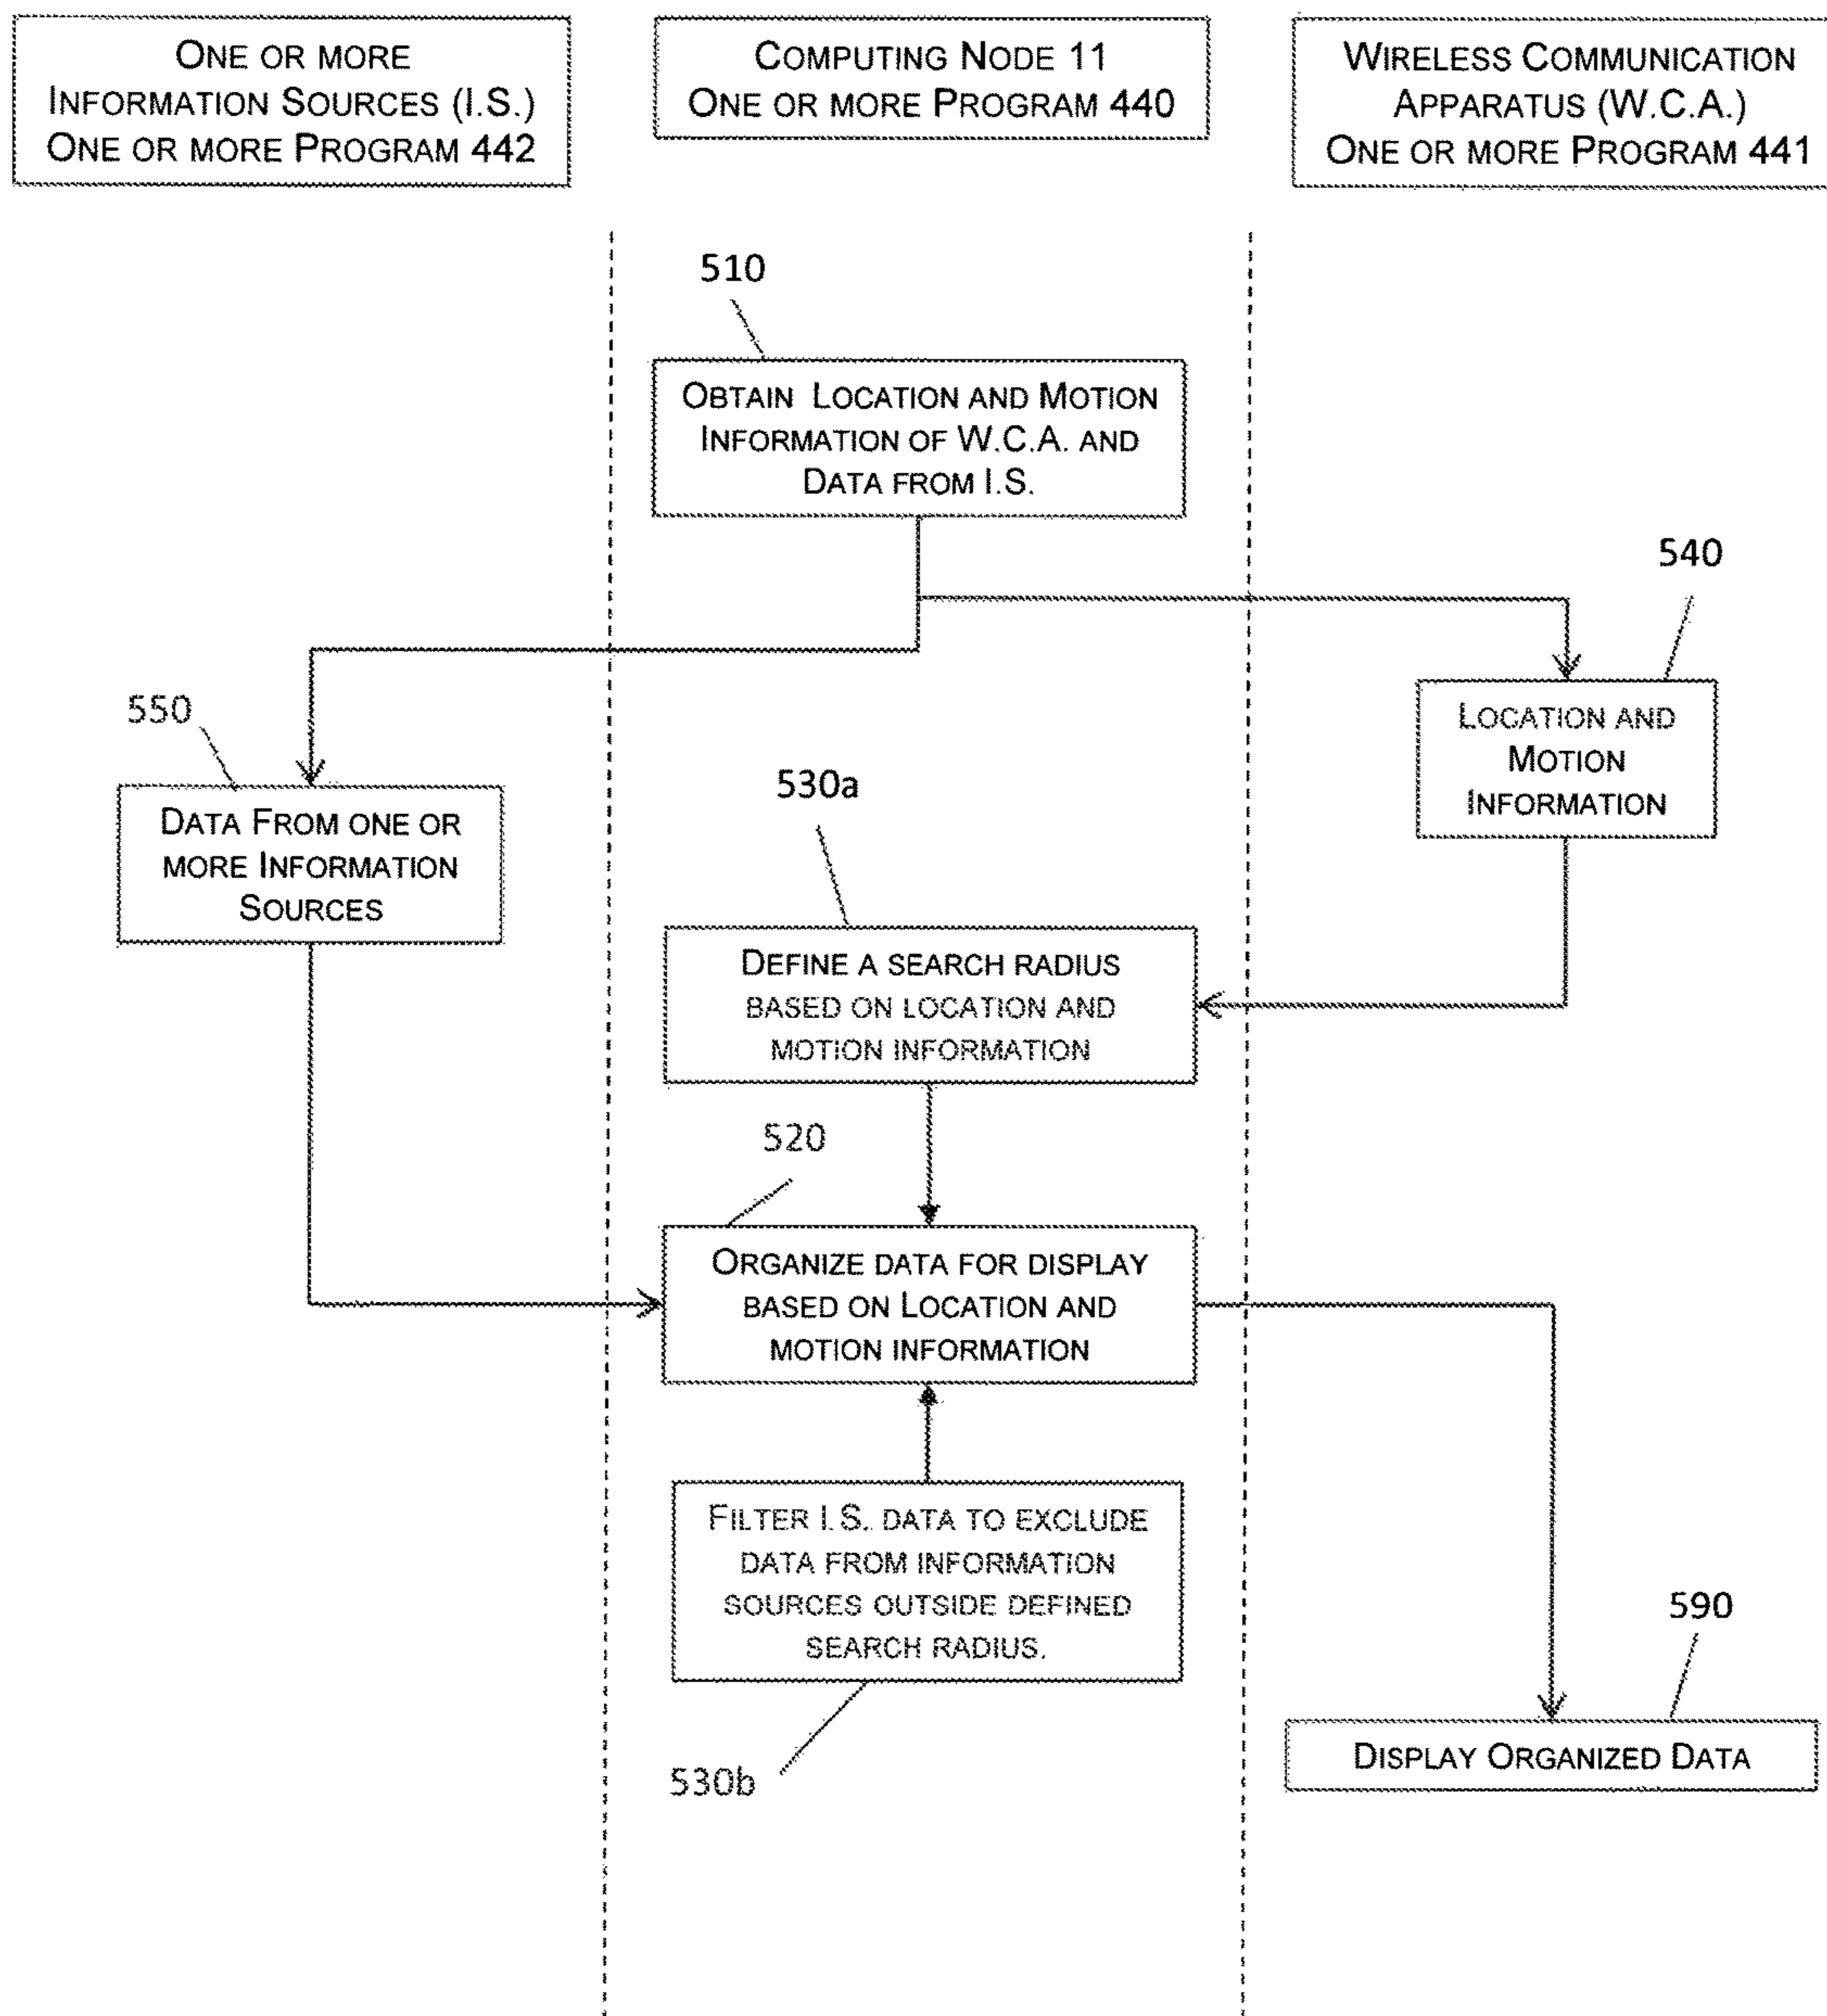 ONE OR MORE
INFORMATION SOURCES (I.S.)
ONE OR MORE PROGRAM 442
COMPUTING NODE 11
ONE OR MORE PROGRAM 440
WIRELESS COMMUNICATION
APPARATUS (W.C.A.)
ONE OR MORE PROGRAM 441
510
OBTAIN LOCATION AND MOTION
INFORMATION OF W.C.A. AND
DATA FROM I.S.
540
LOCATION AND
MOTION
INFORMATION
550
DATA FROM ONE OR
MORE INFORMATION
SOURCES
530a
DEFINE A SEARCH RADIUS
BASED ON LOCATION AND
MOTION INFORMATION
520
ORGANIZE DATA FOR DISPLAY
BASED ON LOCATION AND
MOTION INFORMATION
FILTER I.S. DATA TO EXCLUDE
DATA FROM INFORMATION
SOURCES OUTSIDE DEFINED
SEARCH RADIUS.
530b
590
DISPLAY ORGANIZED DATA